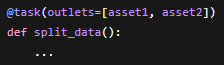 @task(outlets=[asset1, asset2])
def split_data():
    ...